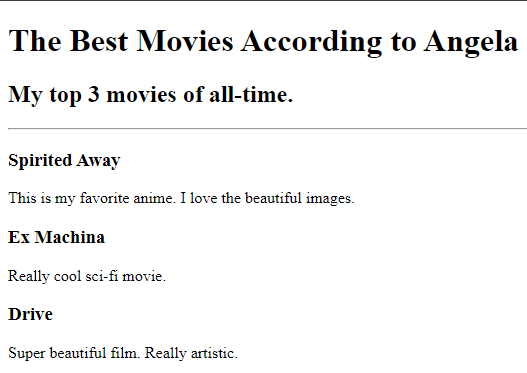 The Best Movies According to Angela
My top 3 movies of all-time.
Spirited Away
This is my favorite anime. I love the beautiful images.
Ex Machina
Really cool sci-fi movie.
Drive
Super beautiful film. Really artistic.